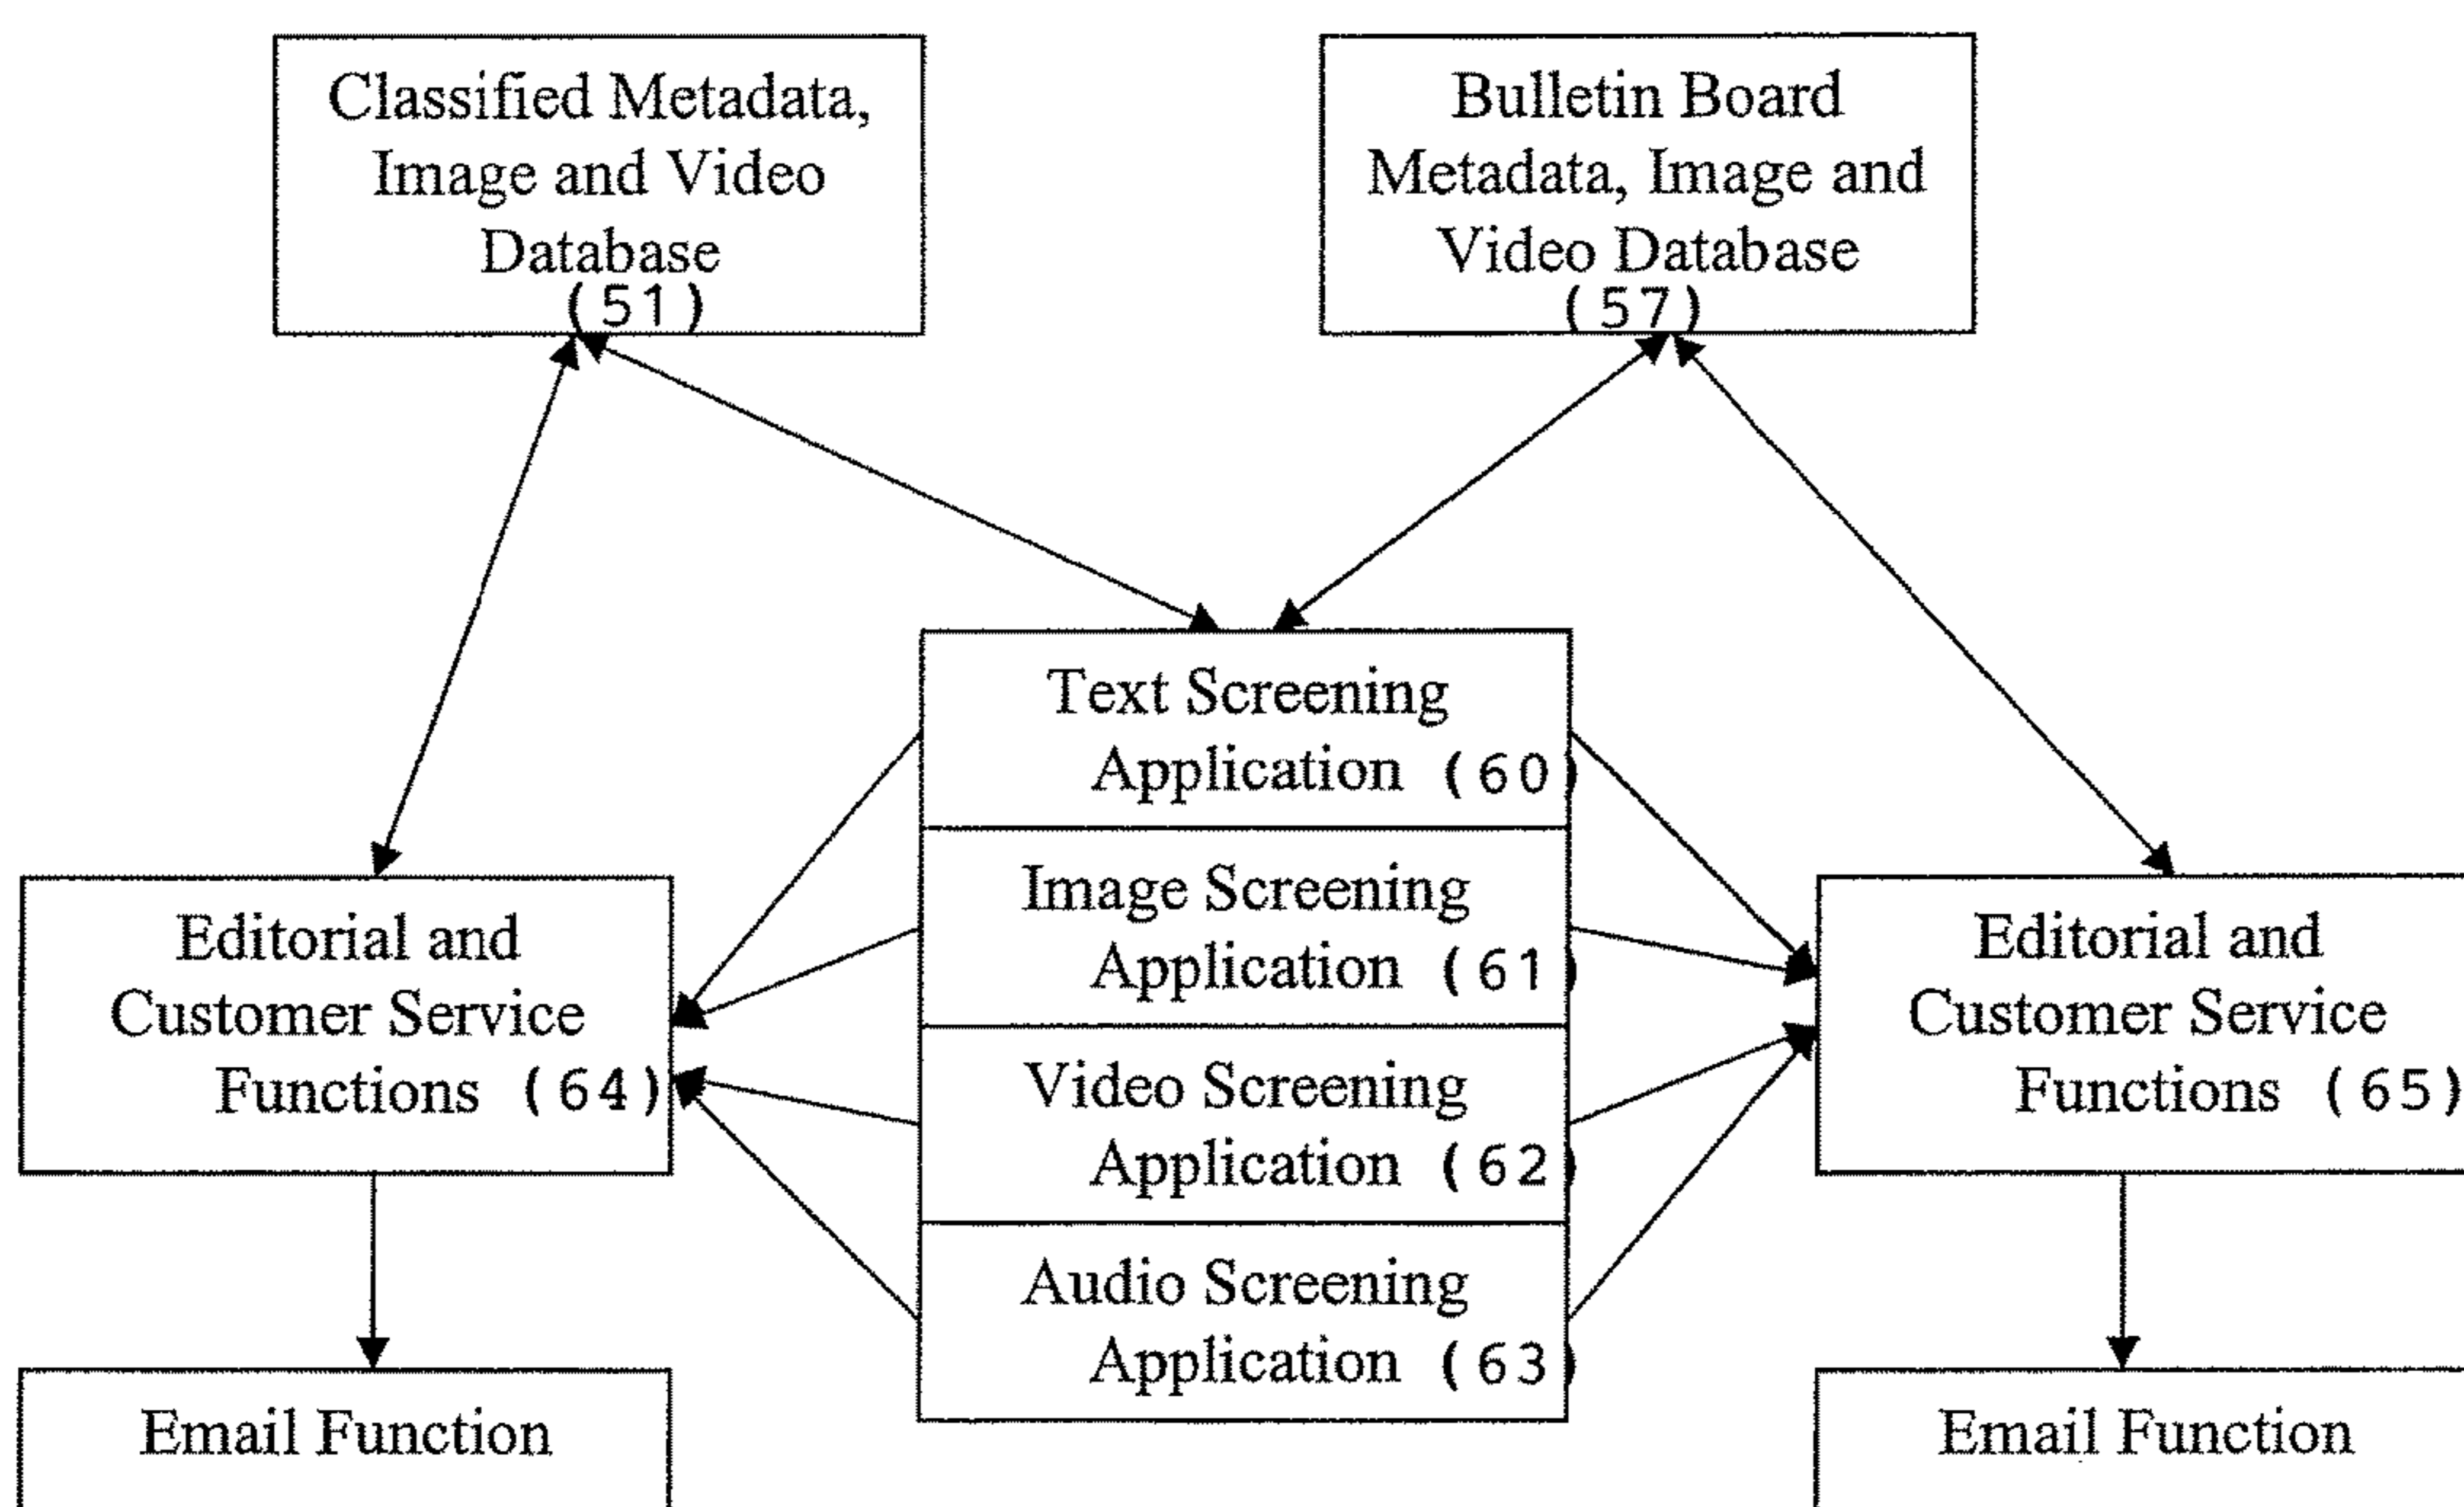 Classified Metadata,
Image and Video
Database
(51)
Bulletin Board
Metadata, Image and
Video Database
(57)
Text Screening
Application (60)
Image Screening
Application (61)
Video Screening
Application (62)
Audio Screening
Application (63)
Editorial and
Customer Service
Functions (64)
Editorial and
Customer Service
Functions (65)
Email Function
Email Function